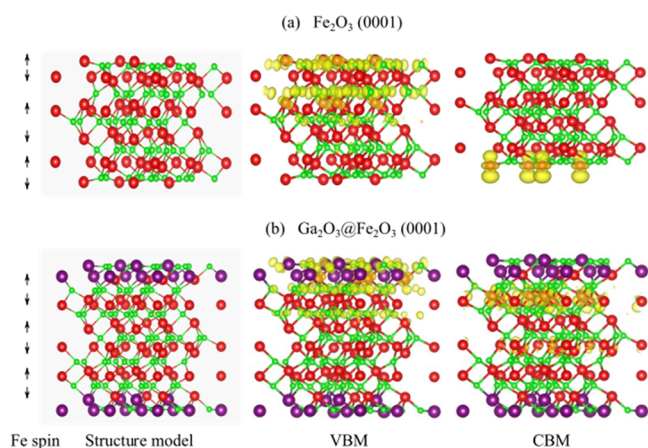 (a) Fe₂O₃ (0001)
(b) Ga₂O₃@Fe₂O₃ (0001)
Fe spin Structure model VBM CBM